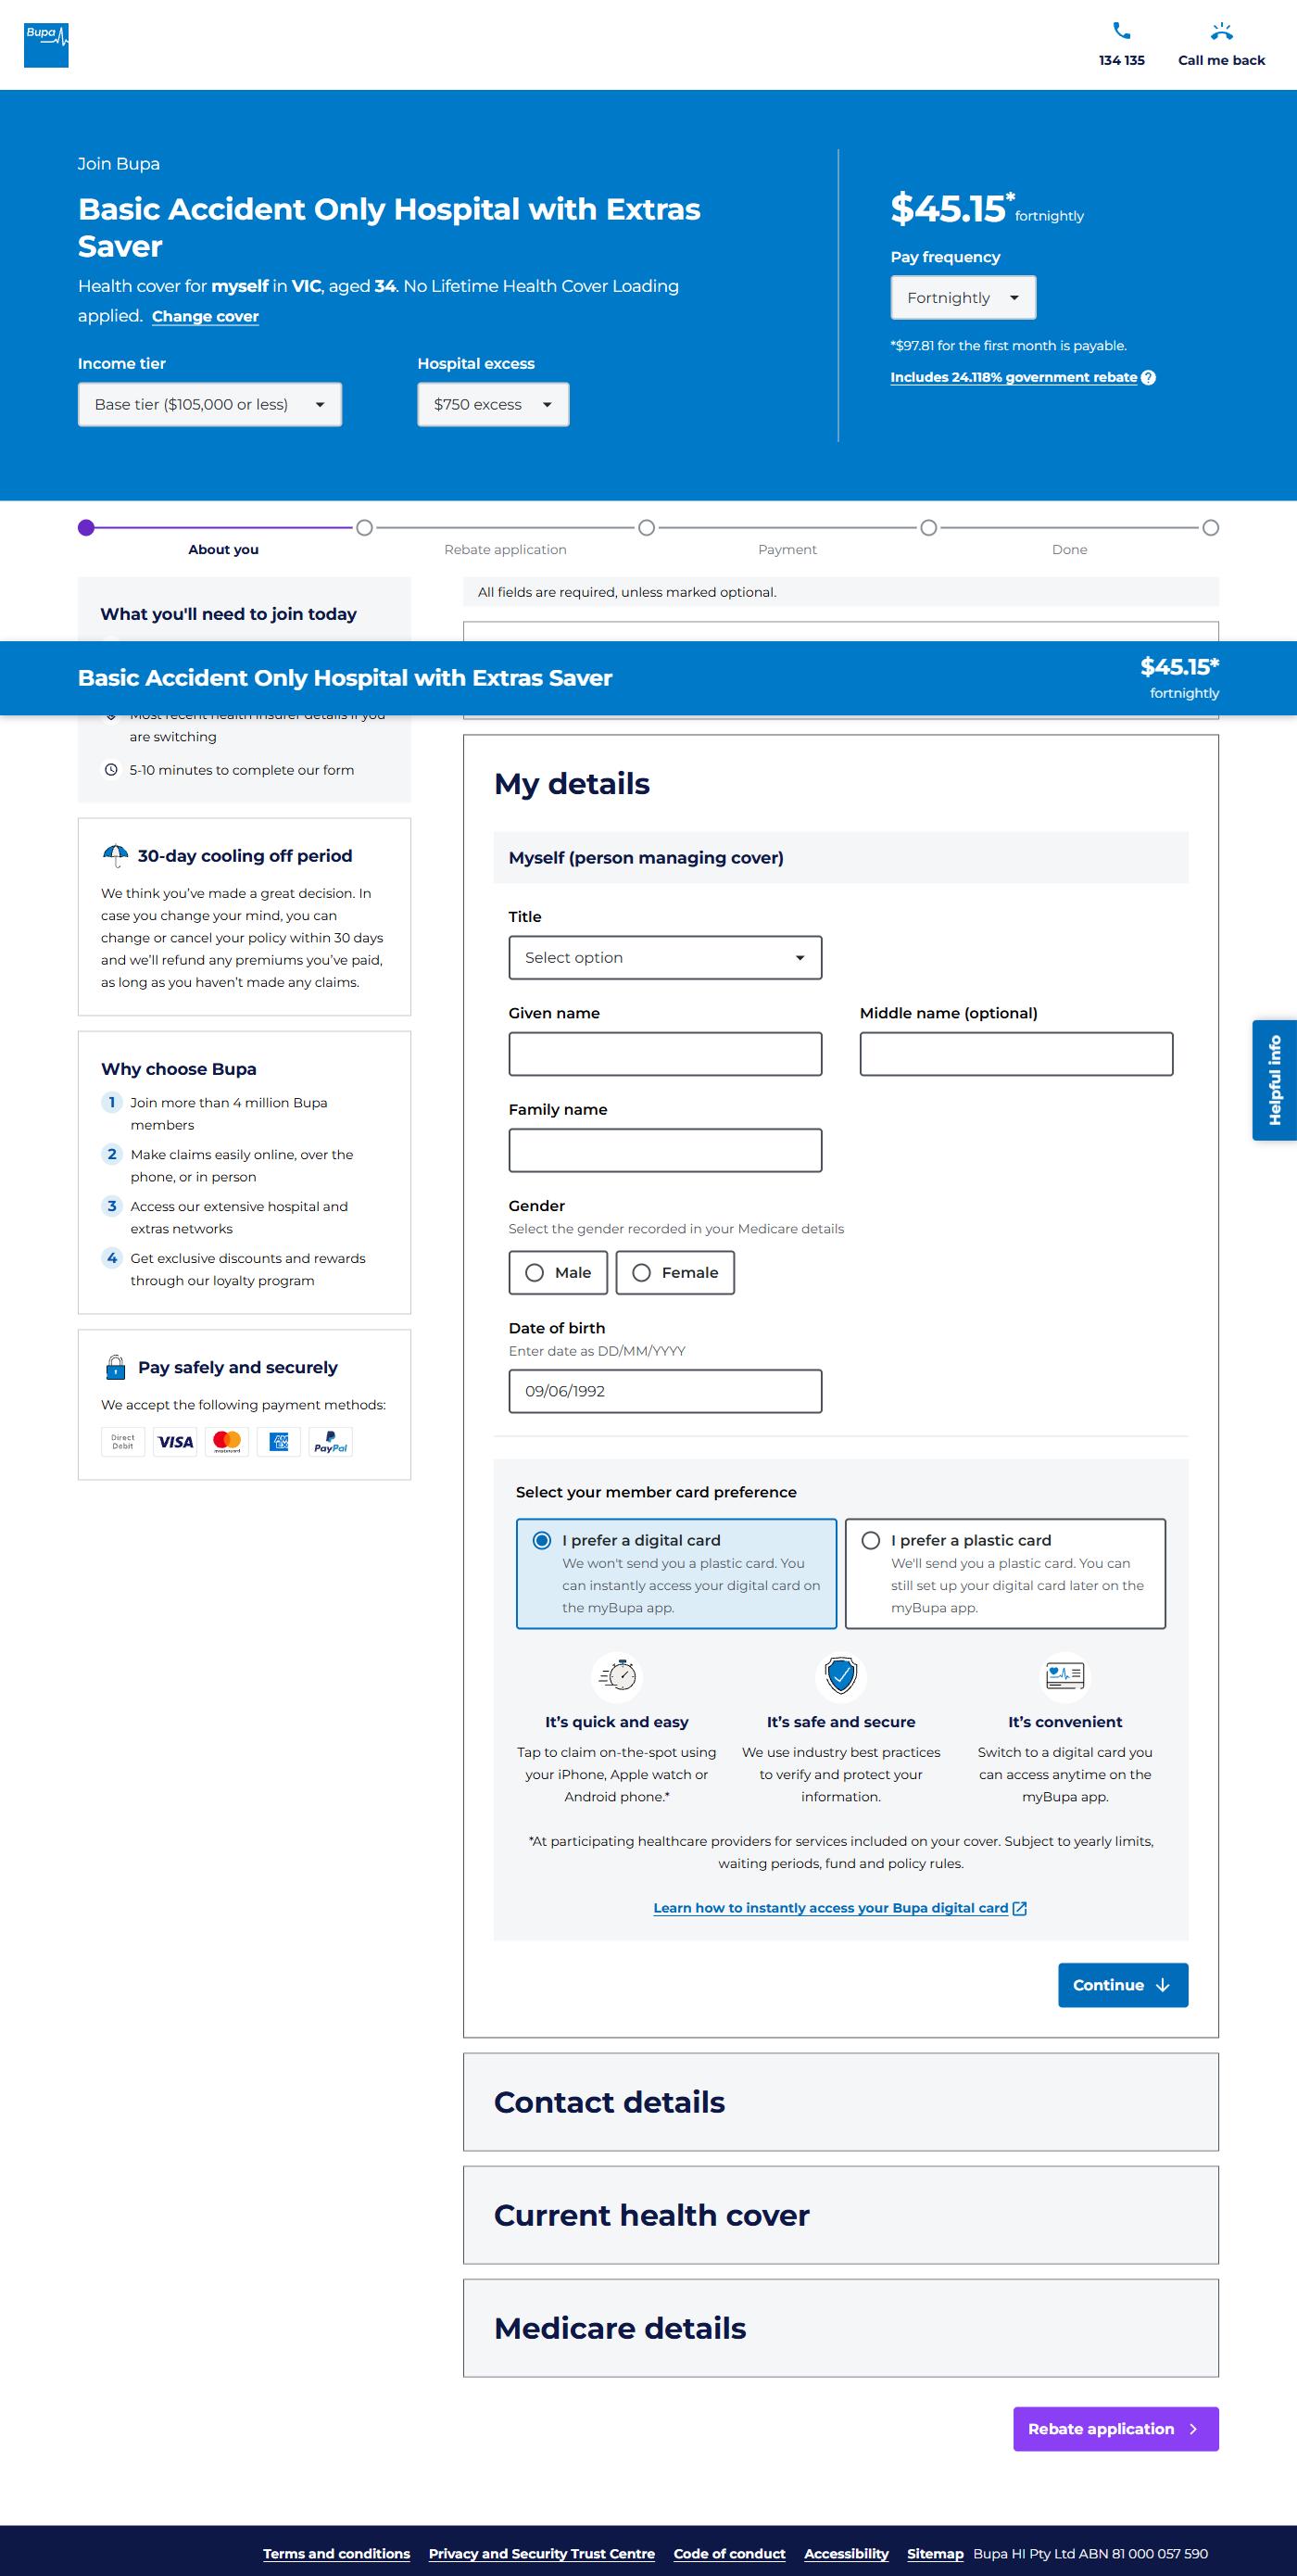 Bupa
134 135
Call me back
Join Bupa
Basic Accident Only Hospital with Extras
Saver
Health cover for myself in VIC, aged 34. No Lifetime Health Cover Loading
applied. Change cover
Income tier
Hospital excess
Base tier ($105,000 or less)
$750 excess
$45.15* fortnightly
Pay frequency
Fortnightly
*$97.81 for the first month is payable.
Includes 24.118% government rebate ?
About you
Rebate application
Payment
Done
What you'll need to join today
All fields are required, unless marked optional.
Basic Accident Only Hospital with Extras Saver
$45.15*
fortnightly
Most recent health insurer details if you
are switching
5-10 minutes to complete our form
30-day cooling off period
We think you've made a great decision. In
case you change your mind, you can
change or cancel your policy within 30 days
and we'll refund any premiums you've paid,
as long as you haven't made any claims.
Why choose Bupa
1 Join more than 4 million Bupa
members
2 Make claims easily online, over the
phone, or in person
3 Access our extensive hospital and
extras networks
4 Get exclusive discounts and rewards
through our loyalty program
Pay safely and securely
We accept the following payment methods:
Direct
Debit
VISA
mastercard
AM
EX
PayPal
My details
Myself (person managing cover)
Title
Select option
Given name
Middle name (optional)
Family name
Gender
Select the gender recorded in your Medicare details
Male
Female
Date of birth
Enter date as DD/MM/YYYY
09/06/1992
Select your member card preference
I prefer a digital card
We won't send you a plastic card. You
can instantly access your digital card on
the myBupa app.
I prefer a plastic card
We'll send you a plastic card. You can
still set up your digital card later on the
myBupa app.
It's quick and easy
Tap to claim on-the-spot using
your iPhone, Apple watch or
Android phone.*
It's safe and secure
We use industry best practices
to verify and protect your
information.
It's convenient
Switch to a digital card you
can access anytime on the
myBupa app.
*At participating healthcare providers for services included on your cover. Subject to yearly limits,
waiting periods, fund and policy rules.
Learn how to instantly access your Bupa digital card
Continue
Contact details
Current health cover
Medicare details
Rebate application
Helpful info
Terms and conditions
Privacy and Security Trust Centre
Code of conduct
Accessibility
Sitemap
Bupa HI Pty Ltd ABN 81 000 057 590